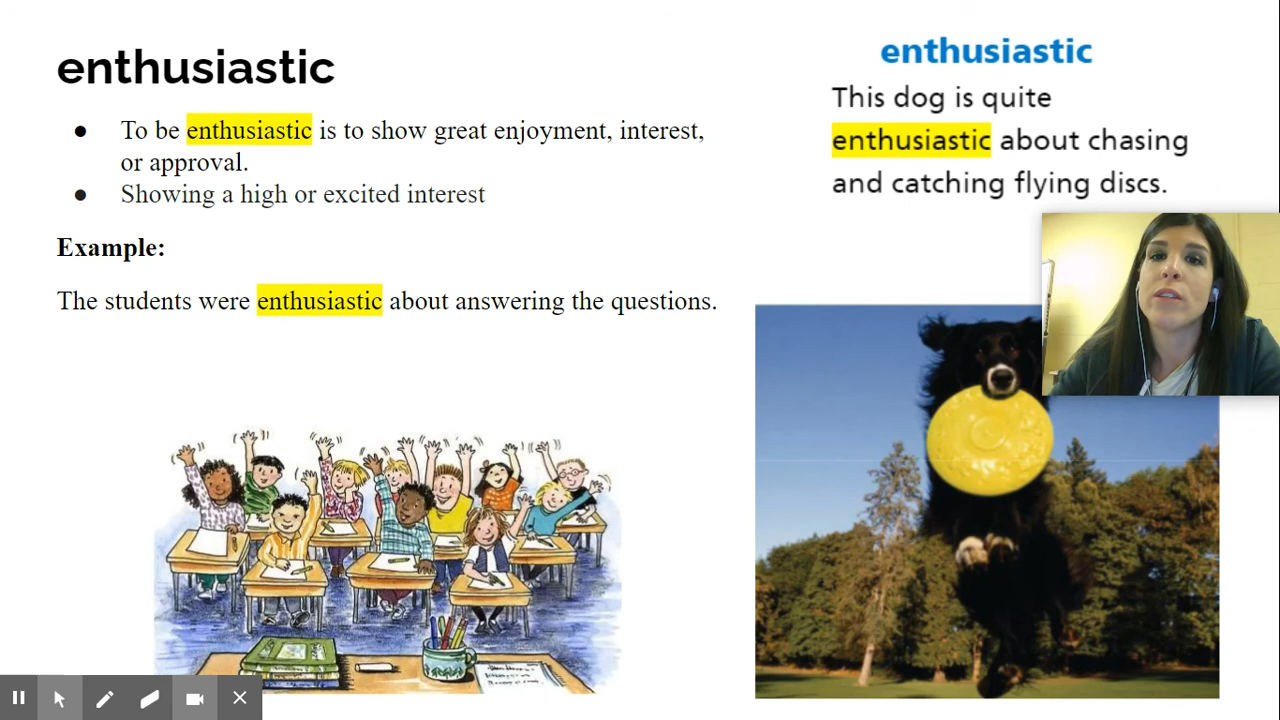 enthusiastic
● To be enthusiastic is to show great enjoyment, interest,
or approval.
● Showing a high or excited interest
Example:
The students were enthusiastic about answering the questions.
enthusiastic
This dog is quite
enthusiastic about chasing
and catching flying discs.